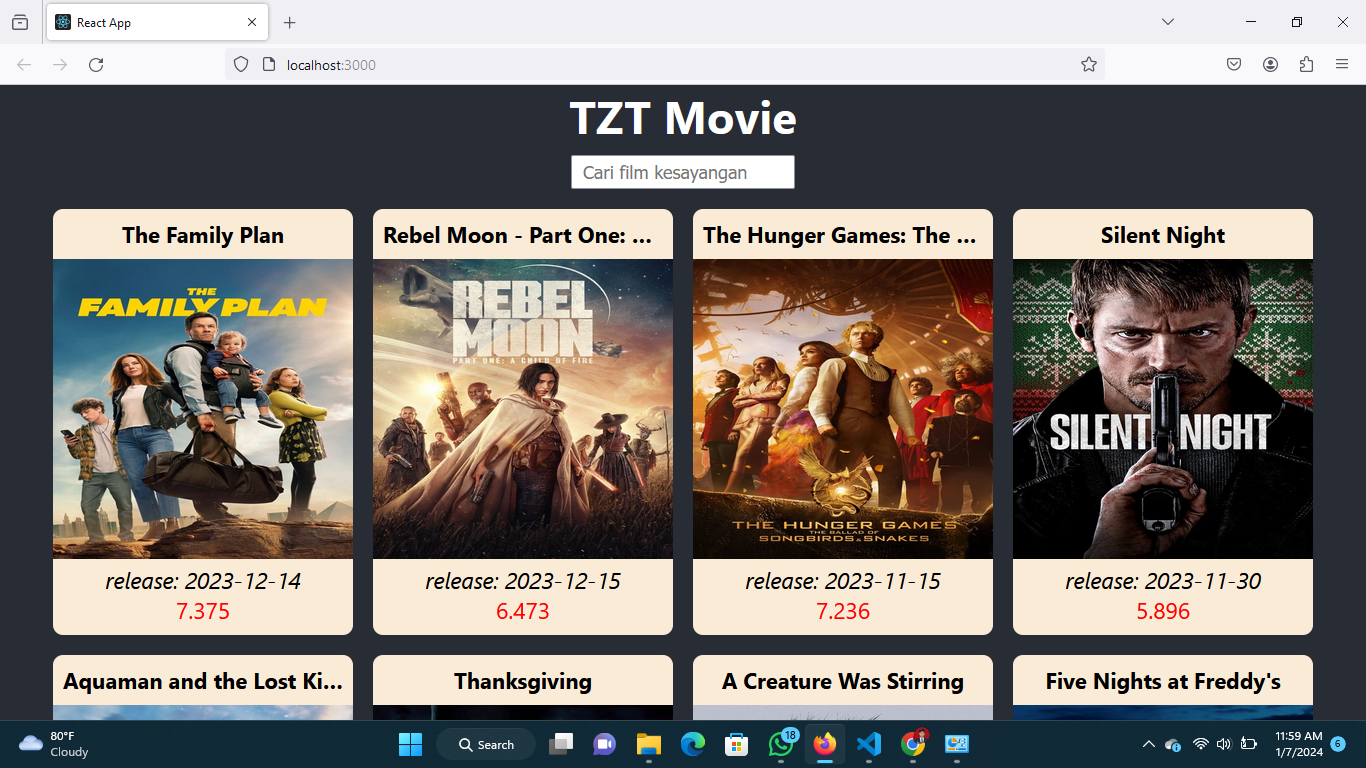 React App
localhost:3000
TZT Movie
Cari film kesayangan
The Family Plan
Rebel Moon - Part One: ...
The Hunger Games: The ...
Silent Night
THE
FAMILY PLAN
REBEL
MOON
PART ONE: A CHILD OF FIRE
THE HUNGER GAMES
THE BALLAD OF
SONGBIRDS & SNAKES
SILENT NIGHT
release: 2023-12-14
7.375
release: 2023-12-15
6.473
release: 2023-11-15
7.236
release: 2023-11-30
5.896
Aquaman and the Lost Ki...
Thanksgiving
A Creature Was Stirring
Five Nights at Freddy's
80°F
Cloudy
Search
18
11:59 AM
1/7/2024
6